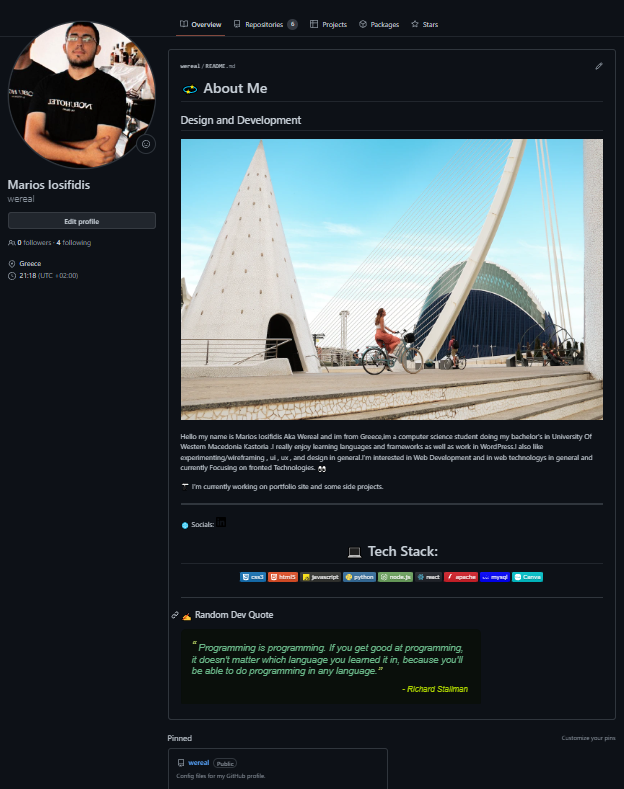 Overview
Repositories 6
Projects
Packages
Stars
wereal / README.md
About Me
Design and Development
Marios Iosifidis
wereal
Edit profile
0 followers · 4 following
Greece
21:18 (UTC +02:00)
Hello my name is Marios Iosifidis Aka Wereal and im from Greece,im a computer science student doing my bachelor's in University Of
Western Macedonia Kastoria .I really enjoy learning languages and frameworks as well as work in WordPress.I also like
experimenting/wireframing , ui , ux , and design in general.I'm interested in Web Development and in web technologys in general and
currently Focusing on fronted Technologies.
I'm currently working on portfolio site and some side projects.
Socials:
Tech Stack:
css3 html5 javascript python node.js react apache mysql Canva
Random Dev Quote
“ Programming is programming. If you get good at programming,
it doesn't matter which language you learned it in, because you'll
be able to do programming in any language.”
- Richard Stallman
Pinned
Customize your pins
wereal Public
Config files for my GitHub profile.